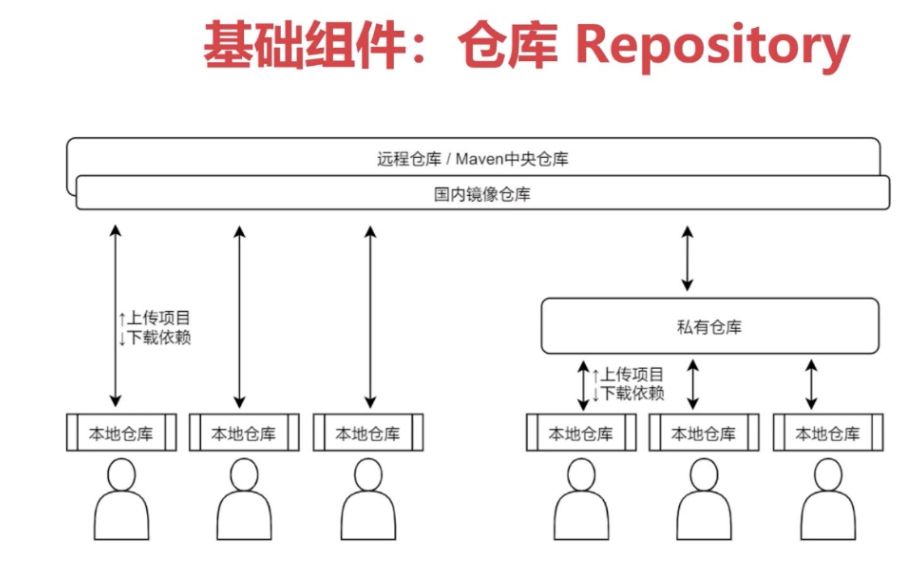 基础组件：仓库 Repository
远程仓库 / Maven中央仓库
国内镜像仓库
↑上传项目
↓下载依赖
私有仓库
↑上传项目
↓下载依赖
本地仓库
本地仓库
本地仓库
本地仓库
本地仓库
本地仓库